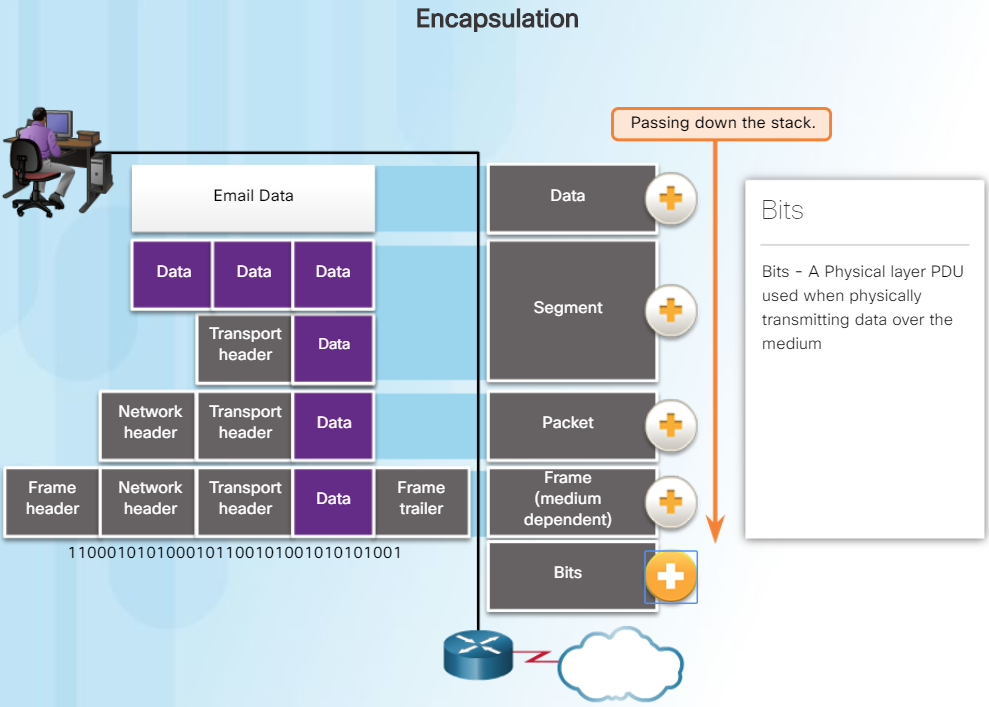 Encapsulation
Passing down the stack.
Email Data
Data
Data
Data
Data
Segment
Transport
header
Data
Network
header
Transport
header
Data
Packet
Frame
header
Network
header
Transport
header
Data
Frame
trailer
Frame
(medium
dependent)
1100010101000101100101001010101001
Bits
Bits
Bits - A Physical layer PDU
used when physically
transmitting data over the
medium